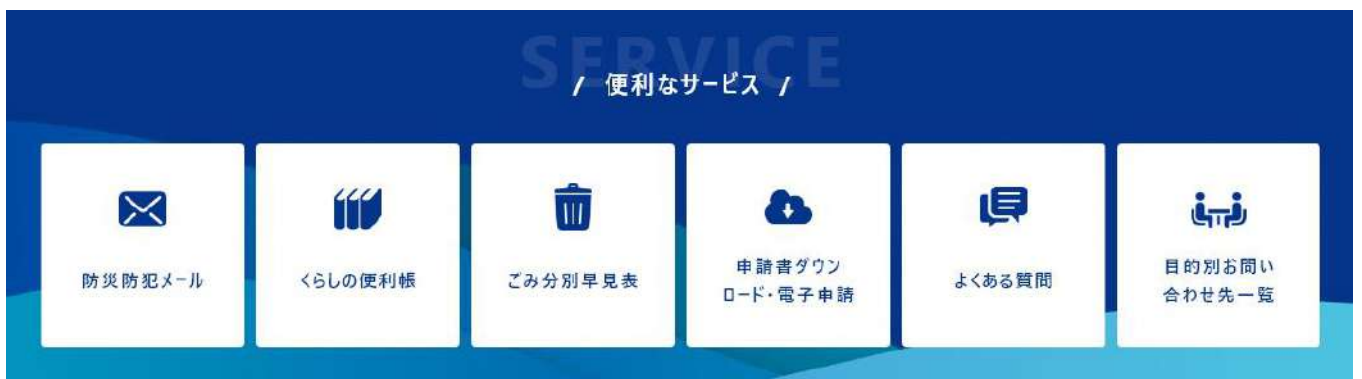 SERVICE
/ 便利なサービス /
防災防犯メール
くらしの便利帳
ごみ分別早見表
申請書ダウン
ロード・電子申請
よくある質問
目的別お問い
合わせ先一覧